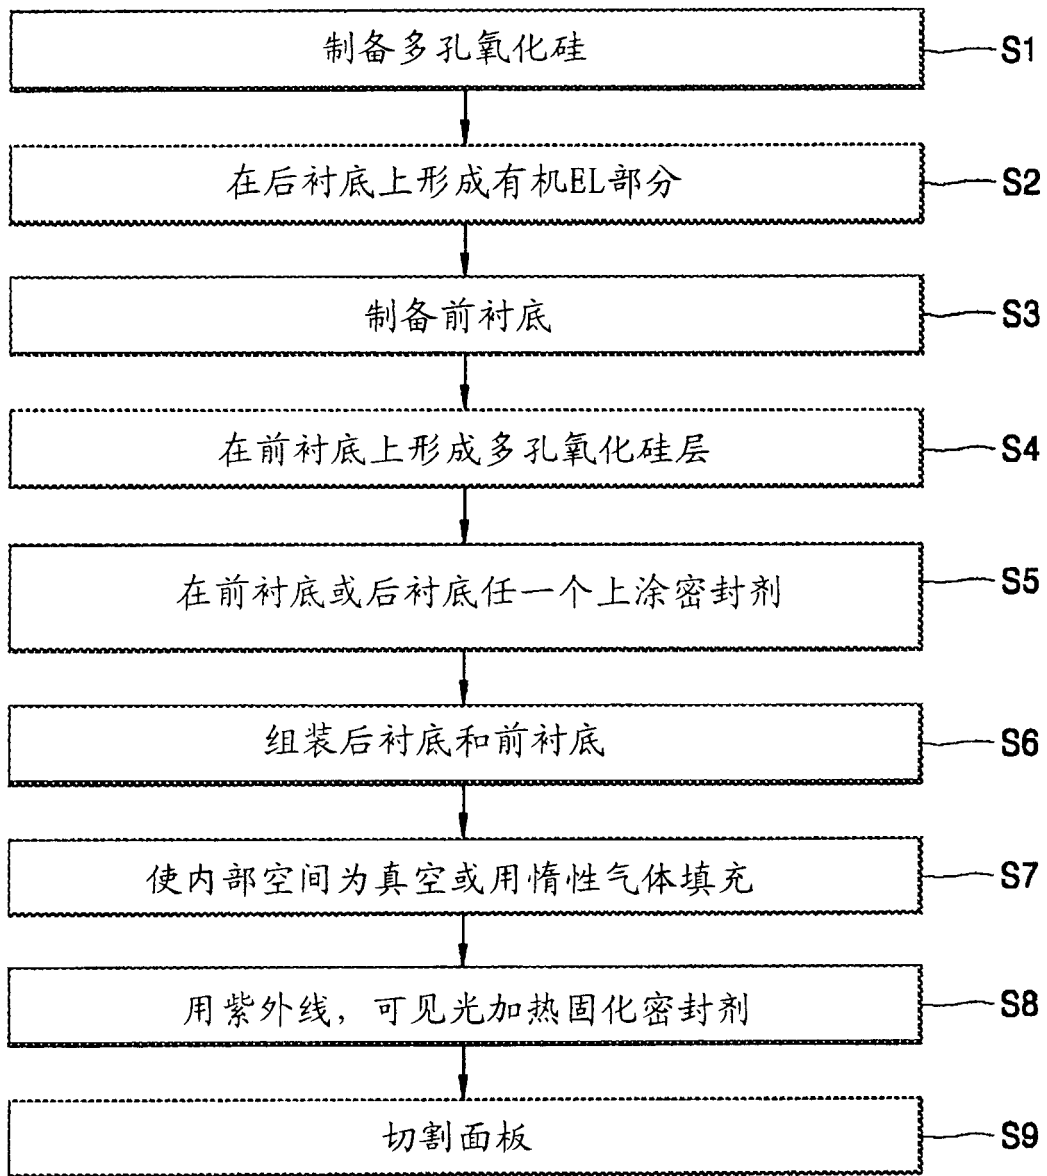 制备多孔氧化硅 S1
在后衬底上形成有机EL部分 S2
制备前衬底 S3
在前衬底上形成多孔氧化硅层 S4
在前衬底或后衬底任一个上涂密封剂 S5
组装后衬底和前衬底 S6
使内部空间为真空或用惰性气体填充 S7
用紫外线，可见光加热固化密封剂 S8
切割面板 S9